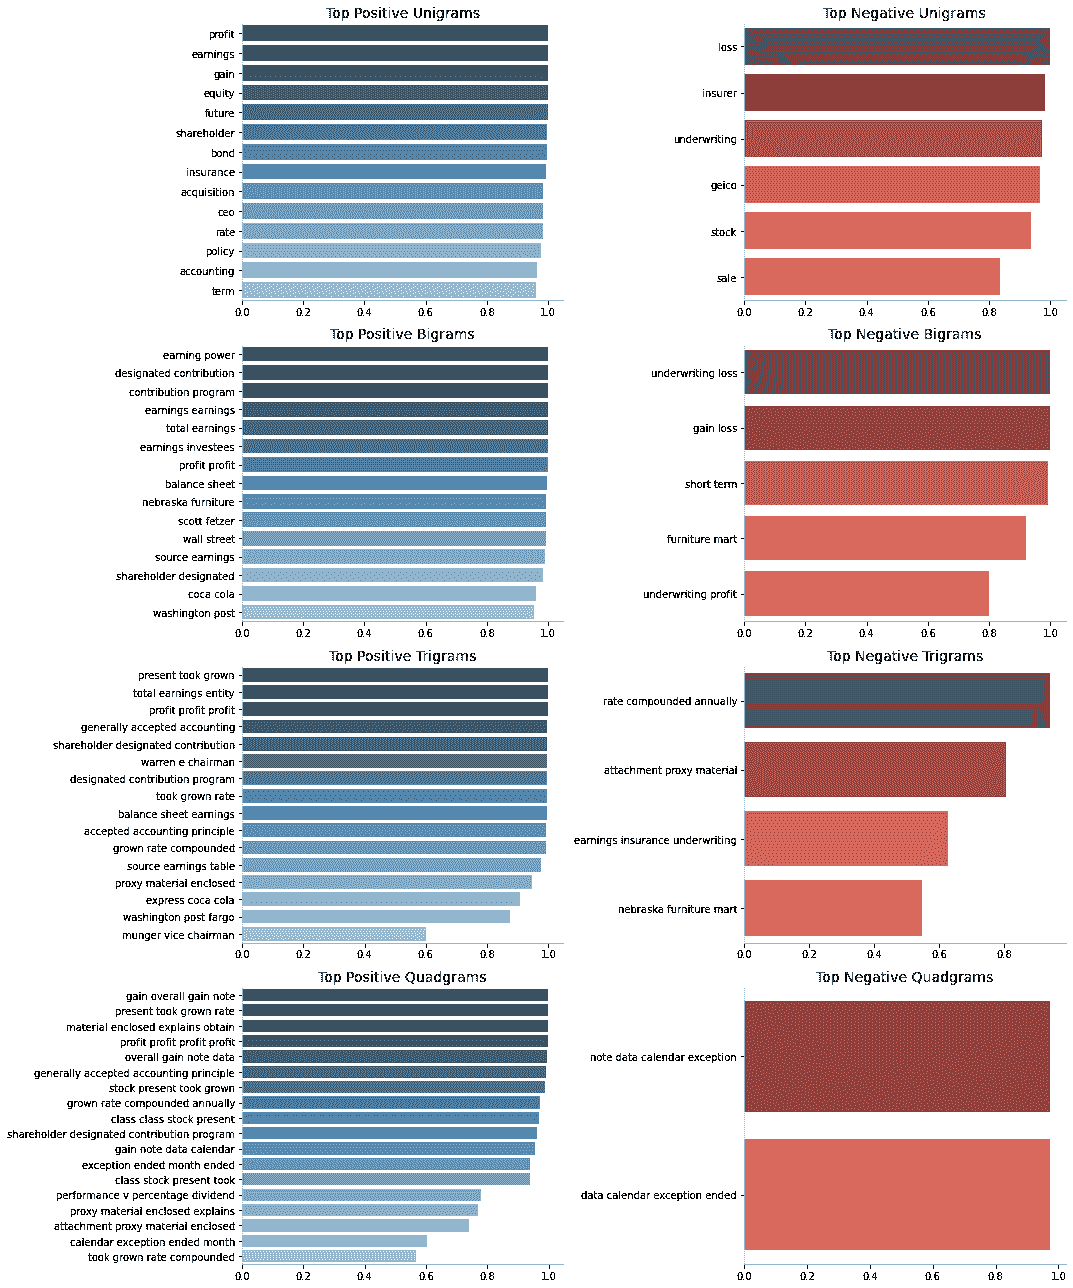 Top Positive Unigrams
profit
earnings
gain
equity
future
shareholder
bond
insurance
acquisition
ceo
rate
policy
accounting
term
0.0 0.2 0.4 0.6 0.8 1.0
Top Negative Unigrams
loss
insurer
underwriting
geico
stock
sale
0.0 0.2 0.4 0.6 0.8 1.0
Top Positive Bigrams
earning power
designated contribution
contribution program
earnings earnings
total earnings
earnings investees
profit profit
balance sheet
nebraska furniture
scott fetzer
wall street
source earnings
shareholder designated
coca cola
washington post
0.0 0.2 0.4 0.6 0.8 1.0
Top Negative Bigrams
underwriting loss
gain loss
short term
furniture mart
underwriting profit
0.0 0.2 0.4 0.6 0.8 1.0
Top Positive Trigrams
present took grown
total earnings entity
profit profit profit
generally accepted accounting
shareholder designated contribution
warren e chairman
designated contribution program
took grown rate
balance sheet earnings
accepted accounting principle
grown rate compounded
source earnings table
proxy material enclosed
express coca cola
washington post fargo
munger vice chairman
0.0 0.2 0.4 0.6 0.8 1.0
Top Negative Trigrams
rate compounded annually
attachment proxy material
earnings insurance underwriting
nebraska furniture mart
0.0 0.2 0.4 0.6 0.8
Top Positive Quadgrams
gain overall gain note
present took grown rate
material enclosed explains obtain
profit profit profit profit
overall gain note data
generally accepted accounting principle
stock present took grown
grown rate compounded annually
class class stock present
shareholder designated contribution program
gain note data calendar
exception ended month ended
class stock present took
performance v percentage dividend
proxy material enclosed explains
attachment proxy material enclosed
calendar exception ended month
took grown rate compounded
0.0 0.2 0.4 0.6 0.8 1.0
Top Negative Quadgrams
note data calendar exception
data calendar exception ended
0.0 0.2 0.4 0.6 0.8 1.0